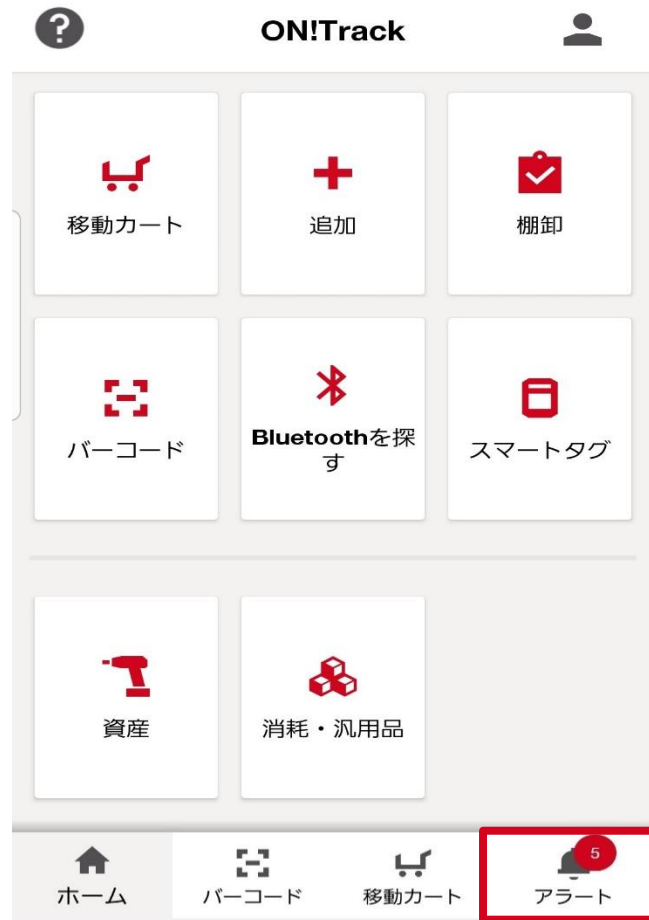 ?
ON!Track
移動カート
追加
棚卸
バーコード
Bluetoothを探
す
スマートタグ
資産
消耗・汎用品
5
ホーム
バーコード
移動カート
アラート